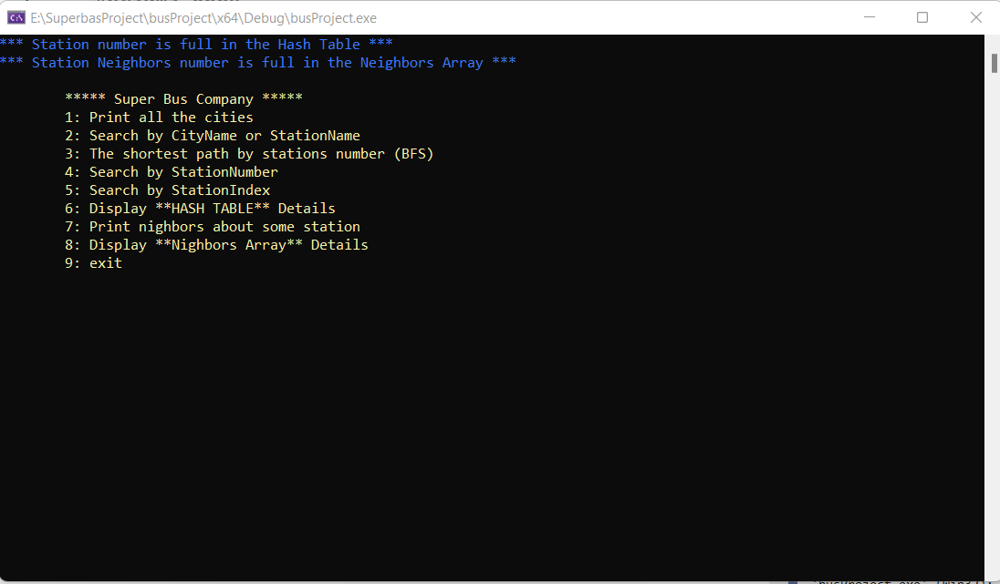 E:\SuperbasProject\busProject\x64\Debug\busProject.exe
*** Station number is full in the Hash Table ***
*** Station Neighbors number is full in the Neighbors Array ***
***** Super Bus Company *****
1: Print all the cities
2: Search by CityName or StationName
3: The shortest path by stations number (BFS)
4: Search by StationNumber
5: Search by StationIndex
6: Display **HASH TABLE** Details
7: Print nighbors about some station
8: Display **Nighbors Array** Details
9: exit